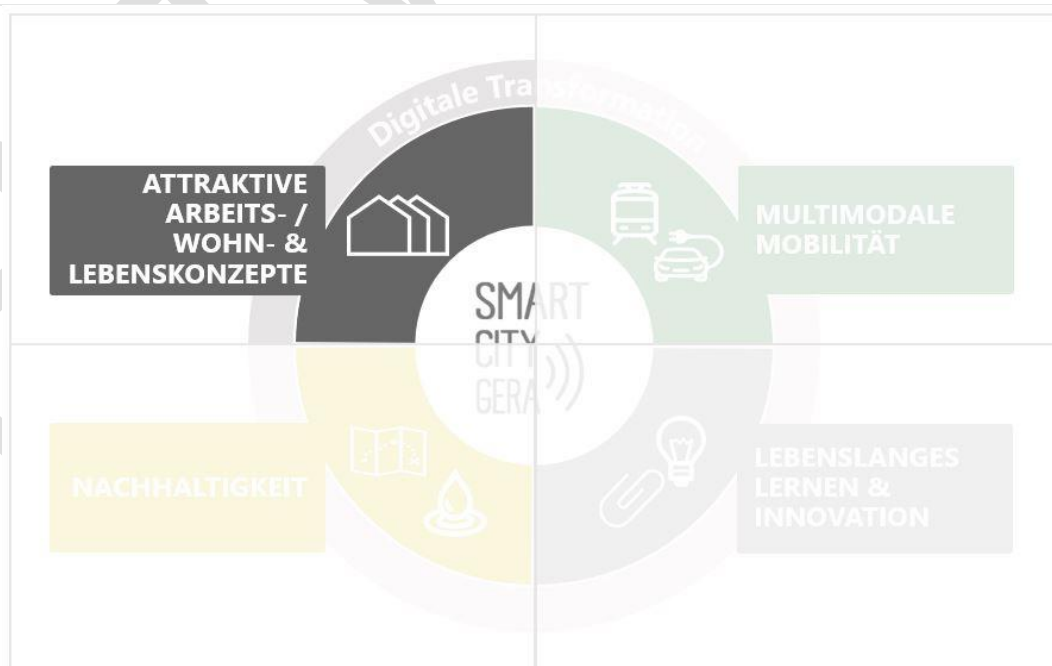 Digitale Transformation
ATTRAKTIVE
ARBEITS- /
WOHN- &
LEBENSKONZEPTE
MULTIMODALE
MOBILITÄT
SMART
CITY
GERA
NACHHALTIGKEIT
LEBENSLANGES
LERNEN &
INNOVATION